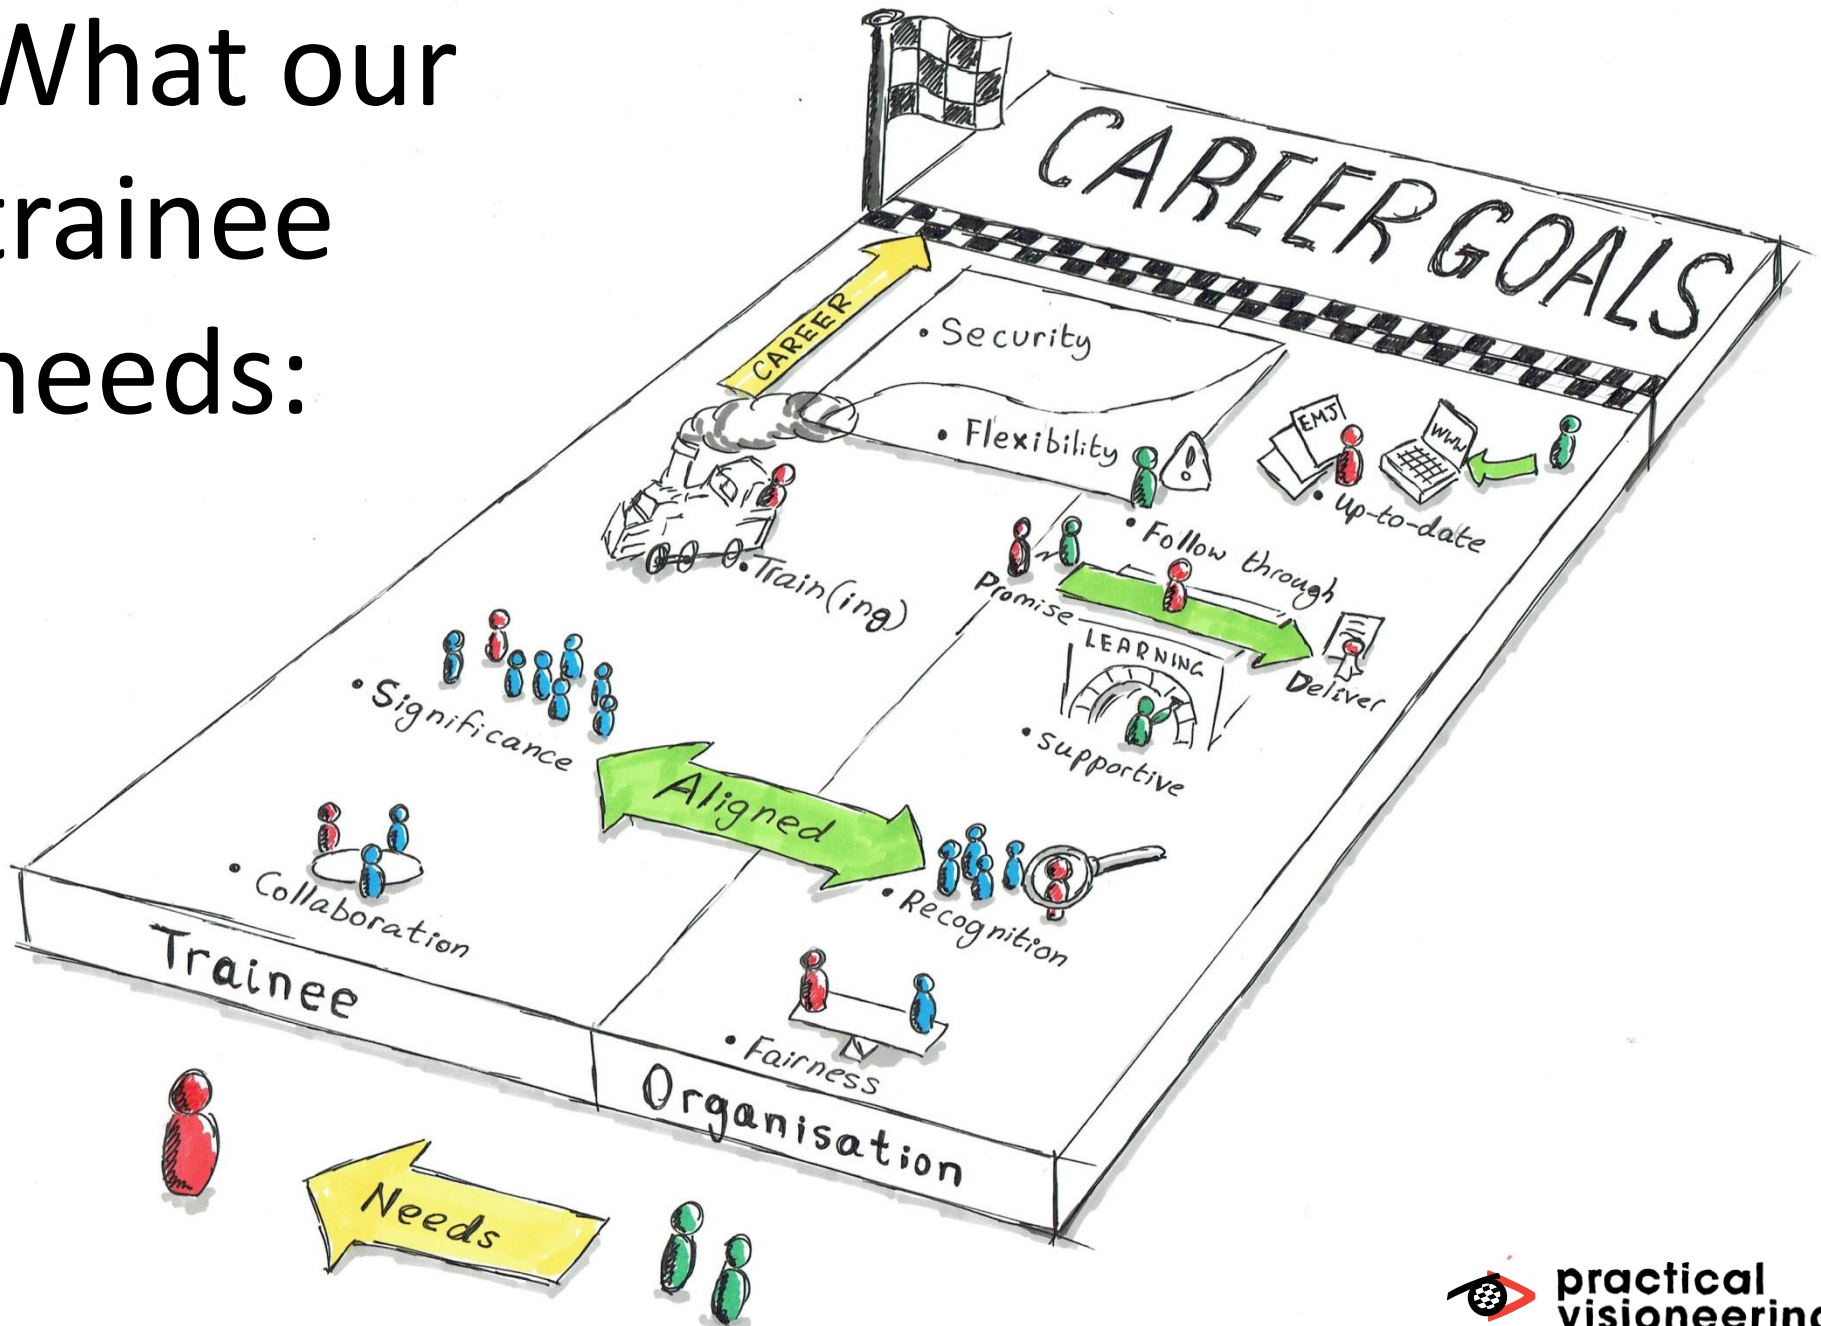 What our
trainee
needs:
CAREER GOALS
CAREER
• Security
• Flexibility
!
EMJ
WWW
• Up-to-date
• Follow through
Promise
Deliver
• Train(ing)
LEARNING
• supportive
• Significance
Aligned
• Collaboration
• Recognition
• Fairness
Trainee
Organisation
Needs
practical
visioneering